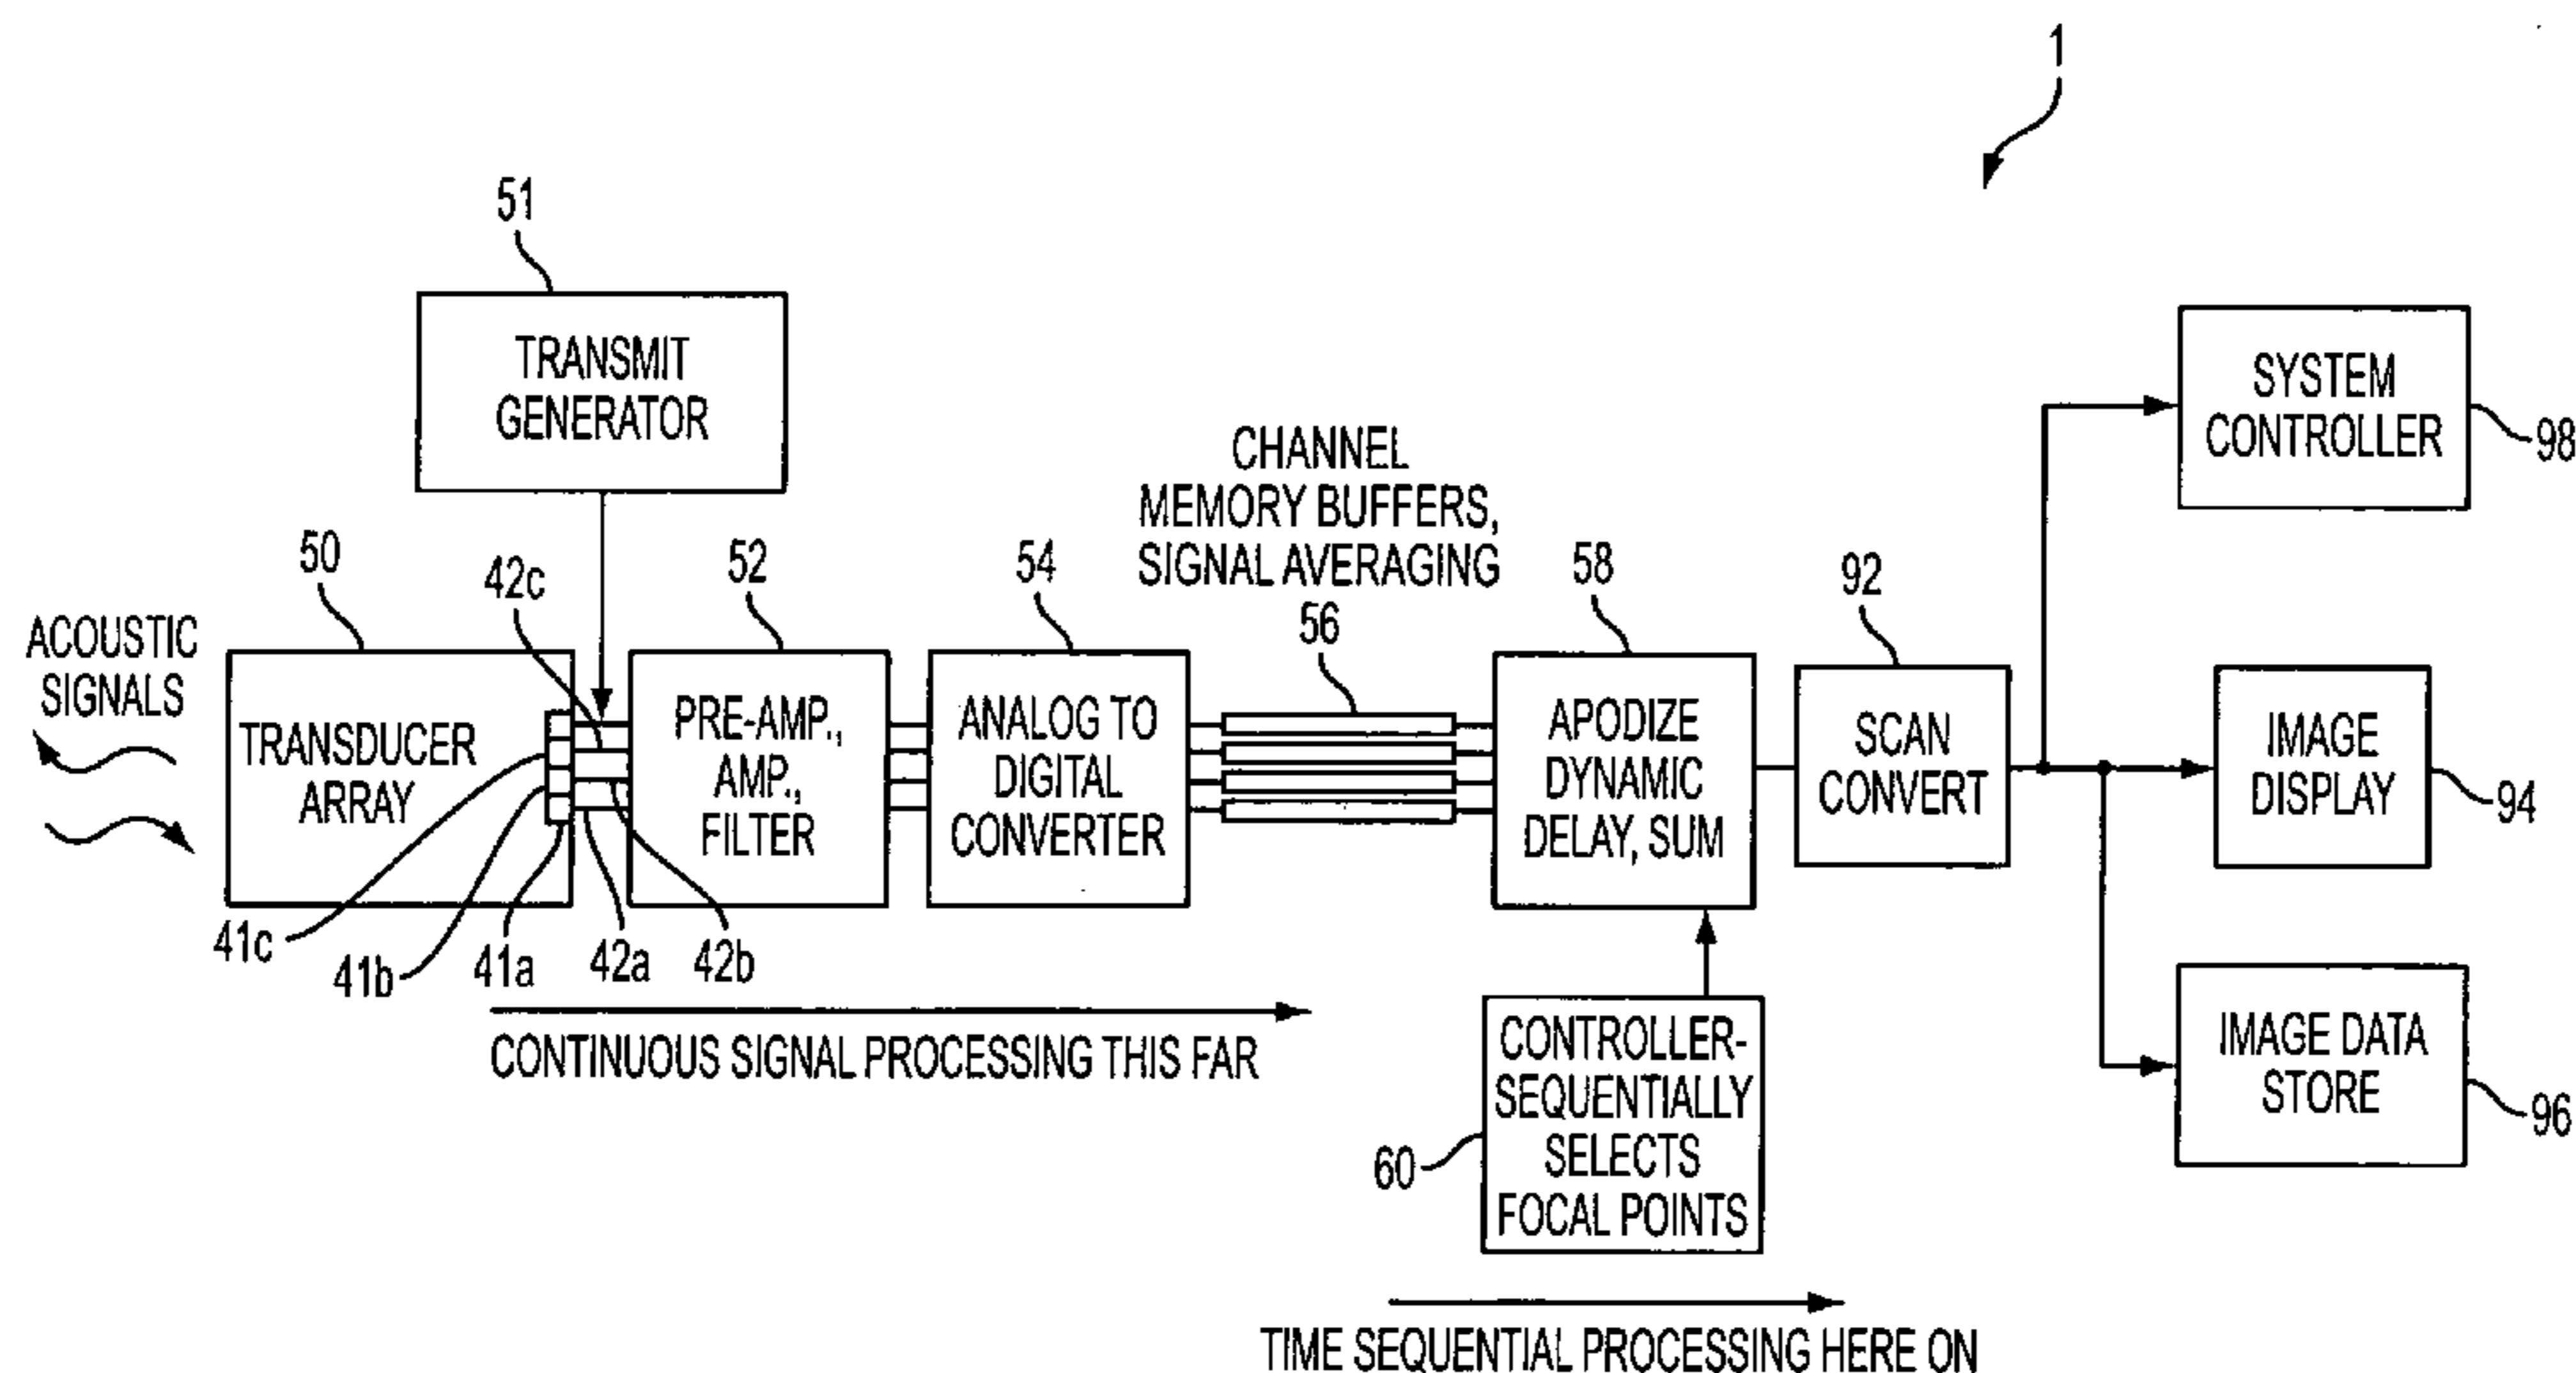 1
51
TRANSMIT
GENERATOR
CHANNEL
MEMORY BUFFERS,
SIGNAL AVERAGING
56
SYSTEM
CONTROLLER
98
50
42c
52
54
58
92
ACOUSTIC
SIGNALS
TRANSDUCER
ARRAY
PRE-AMP.,
AMP.,
FILTER
ANALOG TO
DIGITAL
CONVERTER
APODIZE
DYNAMIC
DELAY, SUM
SCAN
CONVERT
IMAGE
DISPLAY
94
41c
41b
41a
42a
42b
CONTINUOUS SIGNAL PROCESSING THIS FAR
CONTROLLER-
SEQUENTIALLY
SELECTS
FOCAL POINTS
60
IMAGE DATA
STORE
96
TIME SEQUENTIAL PROCESSING HERE ON